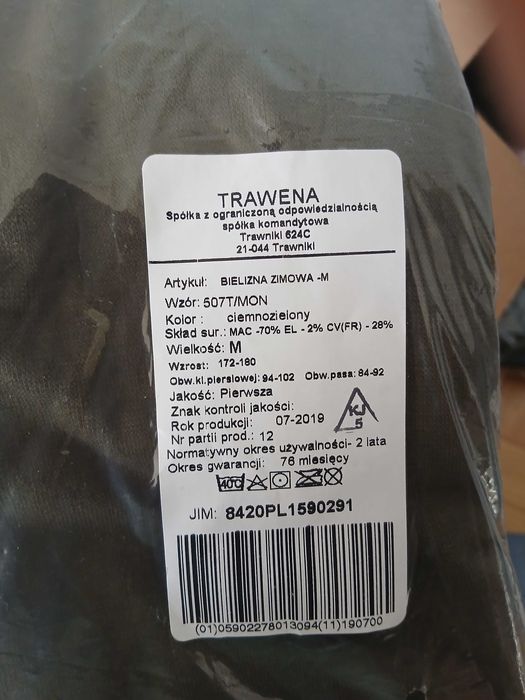 TRAWENA
Spółka z ograniczoną odpowiedzialnością
spółka komandytowa
Trawniki 624C
21-044 Trawniki
Artykuł: BIELIZNA ZIMOWA -M
Wzór: 507T/MON
Kolor : ciemnozielony
Skład sur.: MAC -70% EL - 2% CV(FR) - 28%
Wielkość: M
Wzrost: 172-180
Obw.kl.piersiowej: 94-102 Obw.pasa: 84-92
Jakość: Pierwsza
Znak kontroli jakości: KJ 5
Rok produkcji: 07-2019
Nr partii prod.: 12
Normatywny okres używalności- 2 lata
Okres gwarancji: 76 miesięcy
40°
JIM: 8420PL1590291
(01)05902278013094(11)190700